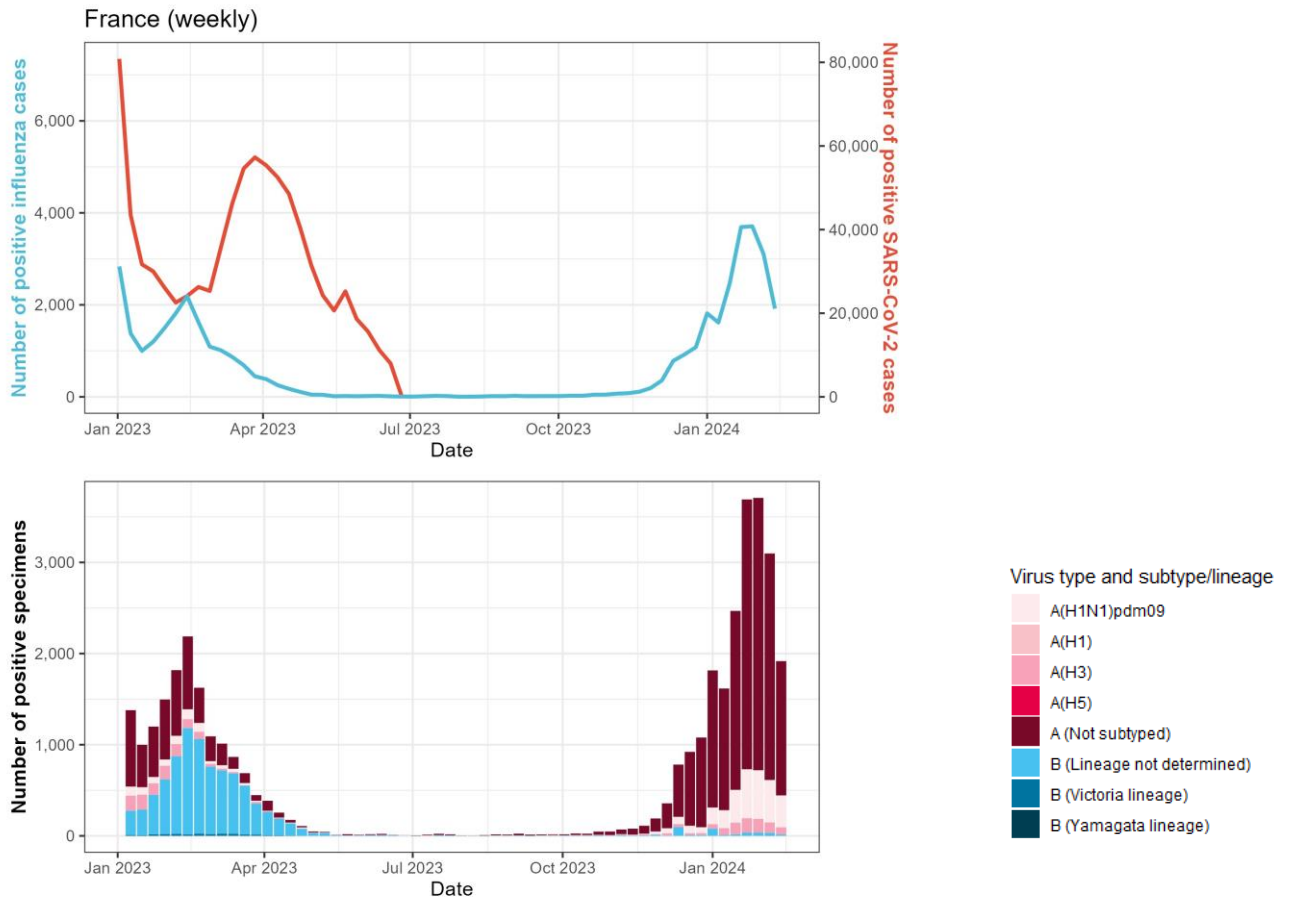 France (weekly)
Number of positive influenza cases
6,000
4,000
2,000
0
80,000
60,000
40,000
20,000
0
Number of positive SARS-CoV-2 cases
Jan 2023
Apr 2023
Jul 2023
Oct 2023
Jan 2024
Date
Number of positive specimens
3,000
2,000
1,000
0
Jan 2023
Apr 2023
Jul 2023
Oct 2023
Jan 2024
Date
Virus type and subtype/lineage
A(H1N1)pdm09
A(H1)
A(H3)
A(H5)
A (Not subtyped)
B (Lineage not determined)
B (Victoria lineage)
B (Yamagata lineage)